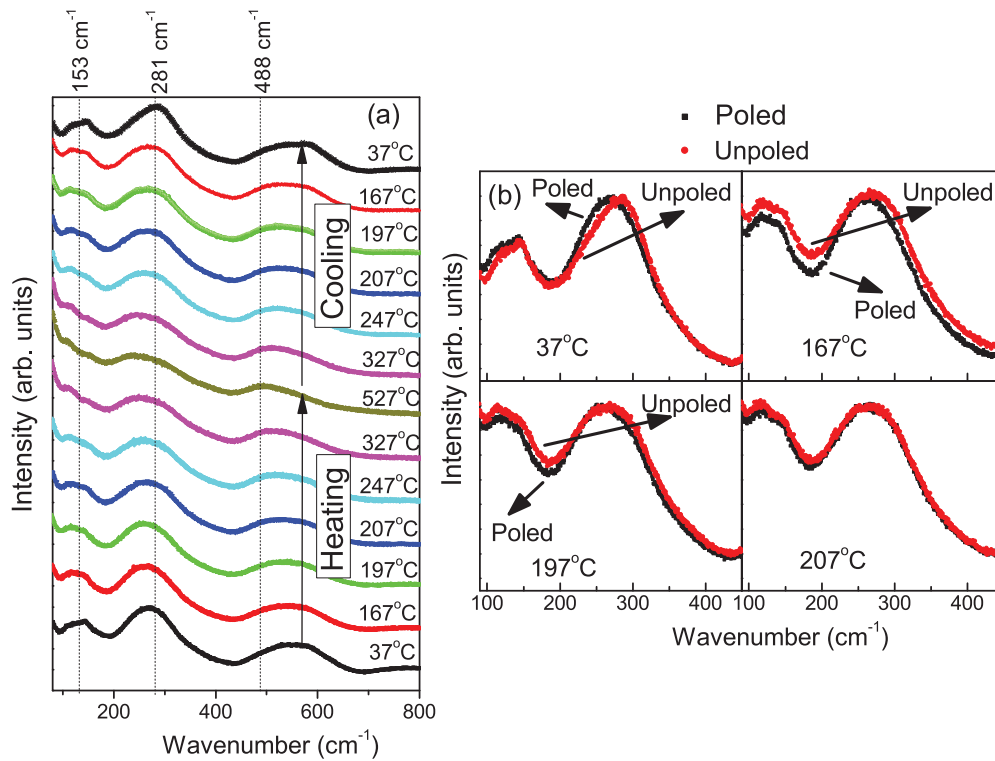 153 cm⁻¹
281 cm⁻¹
488 cm⁻¹
(a)
37°C
167°C
197°C
207°C
247°C
327°C
527°C
327°C
247°C
207°C
197°C
167°C
37°C
Cooling
Heating
Intensity (arb. units)
200 400 600 800
Wavenumber (cm⁻¹)
Poled
Unpoled
(b)
Poled
Unpoled
37°C
Unpoled
Poled
167°C
Unpoled
Poled
197°C
207°C
Intensity (arb. units)
100 200 300 400 100 200 300 400
Wavenumber (cm⁻¹)